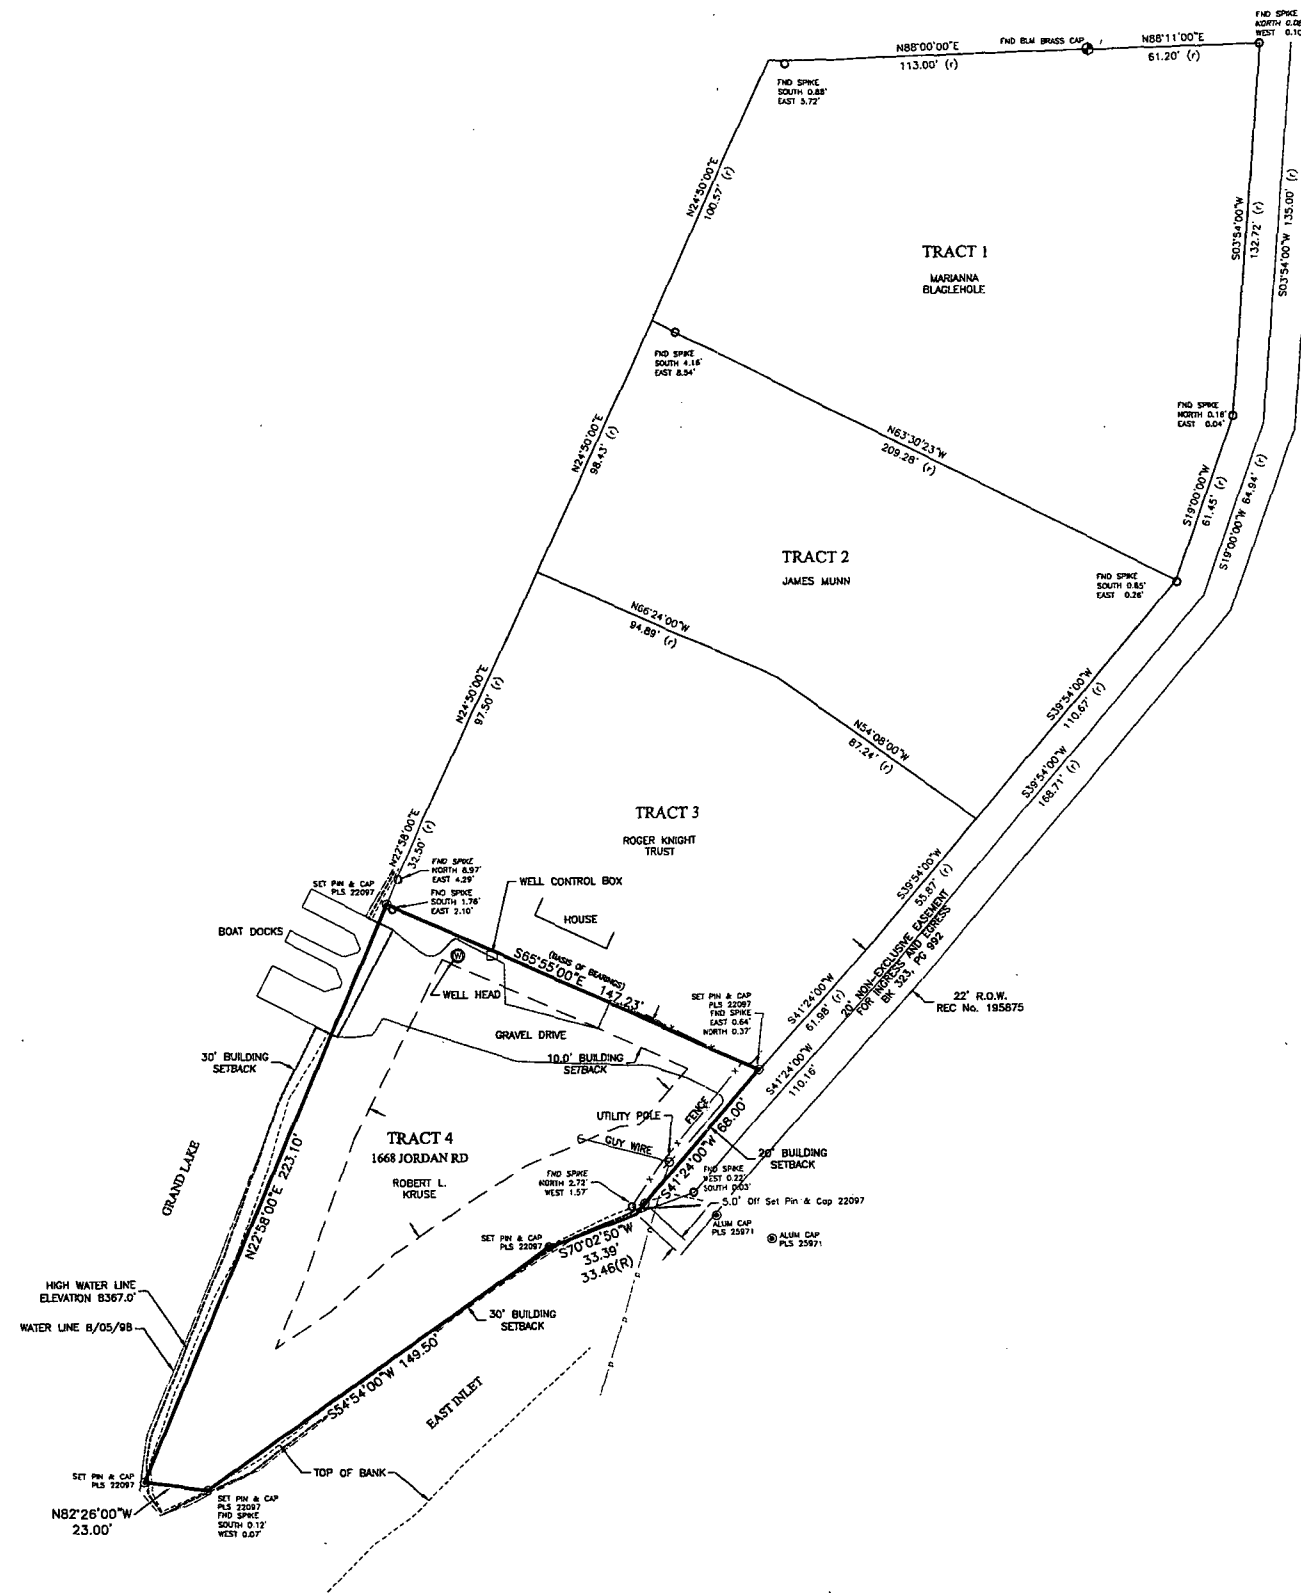 FND SPIKE
NORTH 0.08
WEST 0.10
N88°00'00"E
113.00' (r)
FND BLM BRASS CAP
N88°11'00"E
61.20' (r)
FND SPIKE
SOUTH 0.88'
EAST 5.72'
N24°50'00"E
100.57' (r)
TRACT 1
MARIANNA
BLAGLEHOLE
S03°54'00"W
132.72' (r)
S03°54'00"W 135.00' (r)
FND SPIKE
SOUTH 4.16'
EAST 8.54'
FND SPIKE
NORTH 0.18'
EAST 0.04'
N24°50'00"E
98.43' (r)
N63°30'23"W
209.28' (r)
S19°00'00"W
61.45' (r)
S19°00'00"W 64.94' (r)
TRACT 2
JAMES MUNN
FND SPIKE
SOUTH 0.85'
EAST 0.26'
N66°24'00"W
94.89' (r)
N24°50'00"E
97.50' (r)
N54°08'00"W
87.24' (r)
S39°54'00"W
110.67' (r)
S39°54'00"W
168.71' (r)
TRACT 3
ROGER KNIGHT
TRUST
N22°58'00"E
32.50' (r)
FND SPIKE
NORTH 8.97'
EAST 4.29'
SET PIN & CAP
PLS 22097
FND SPIKE
SOUTH 1.78'
EAST 2.10'
WELL CONTROL BOX
HOUSE
S39°54'00"W
55.87' (r)
20' NON-EXCLUSIVE EASEMENT
FOR INGRESS AND EGRESS
BK 323, PG 992
BOAT DOCKS
(BASIS OF BEARINGS)
S65°55'00"E 147.23'
WELL HEAD
SET PIN & CAP
PLS 22097
FND SPIKE
EAST 0.64'
NORTH 0.37'
S41°24'00"W
61.98' (r)
22' R.O.W.
REC No. 195875
GRAVEL DRIVE
30' BUILDING
SETBACK
10.0' BUILDING
SETBACK
S41°24'00"W
110.16'
UTILITY POLE
FENCE
GUY WIRE
S41°24'00"W 168.00'
20' BUILDING
SETBACK
TRACT 4
1668 JORDAN RD
ROBERT L.
KRUSE
GRAND LAKE
N22°58'00"E 223.10'
FND SPIKE
NORTH 2.72'
WEST 1.57'
FND SPIKE
WEST 0.22'
SOUTH 0.03'
5.0' Off Set Pin & Cap 22097
ALUM CAP
PLS 25971
ALUM CAP
PLS 25971
SET PIN & CAP
PLS 22097
S70°02'50"W
33.39'
33.46(R)
HIGH WATER LINE
ELEVATION 8367.0'
WATER LINE 8/05/98
30' BUILDING
SETBACK
S54°54'00"W 149.50'
EAST INLET
TOP OF BANK
SET PIN & CAP
PLS 22097
N82°26'00"W
23.00'
SET PIN & CAP
PLS 22097
FND SPIKE
SOUTH 0.12'
WEST 0.07'